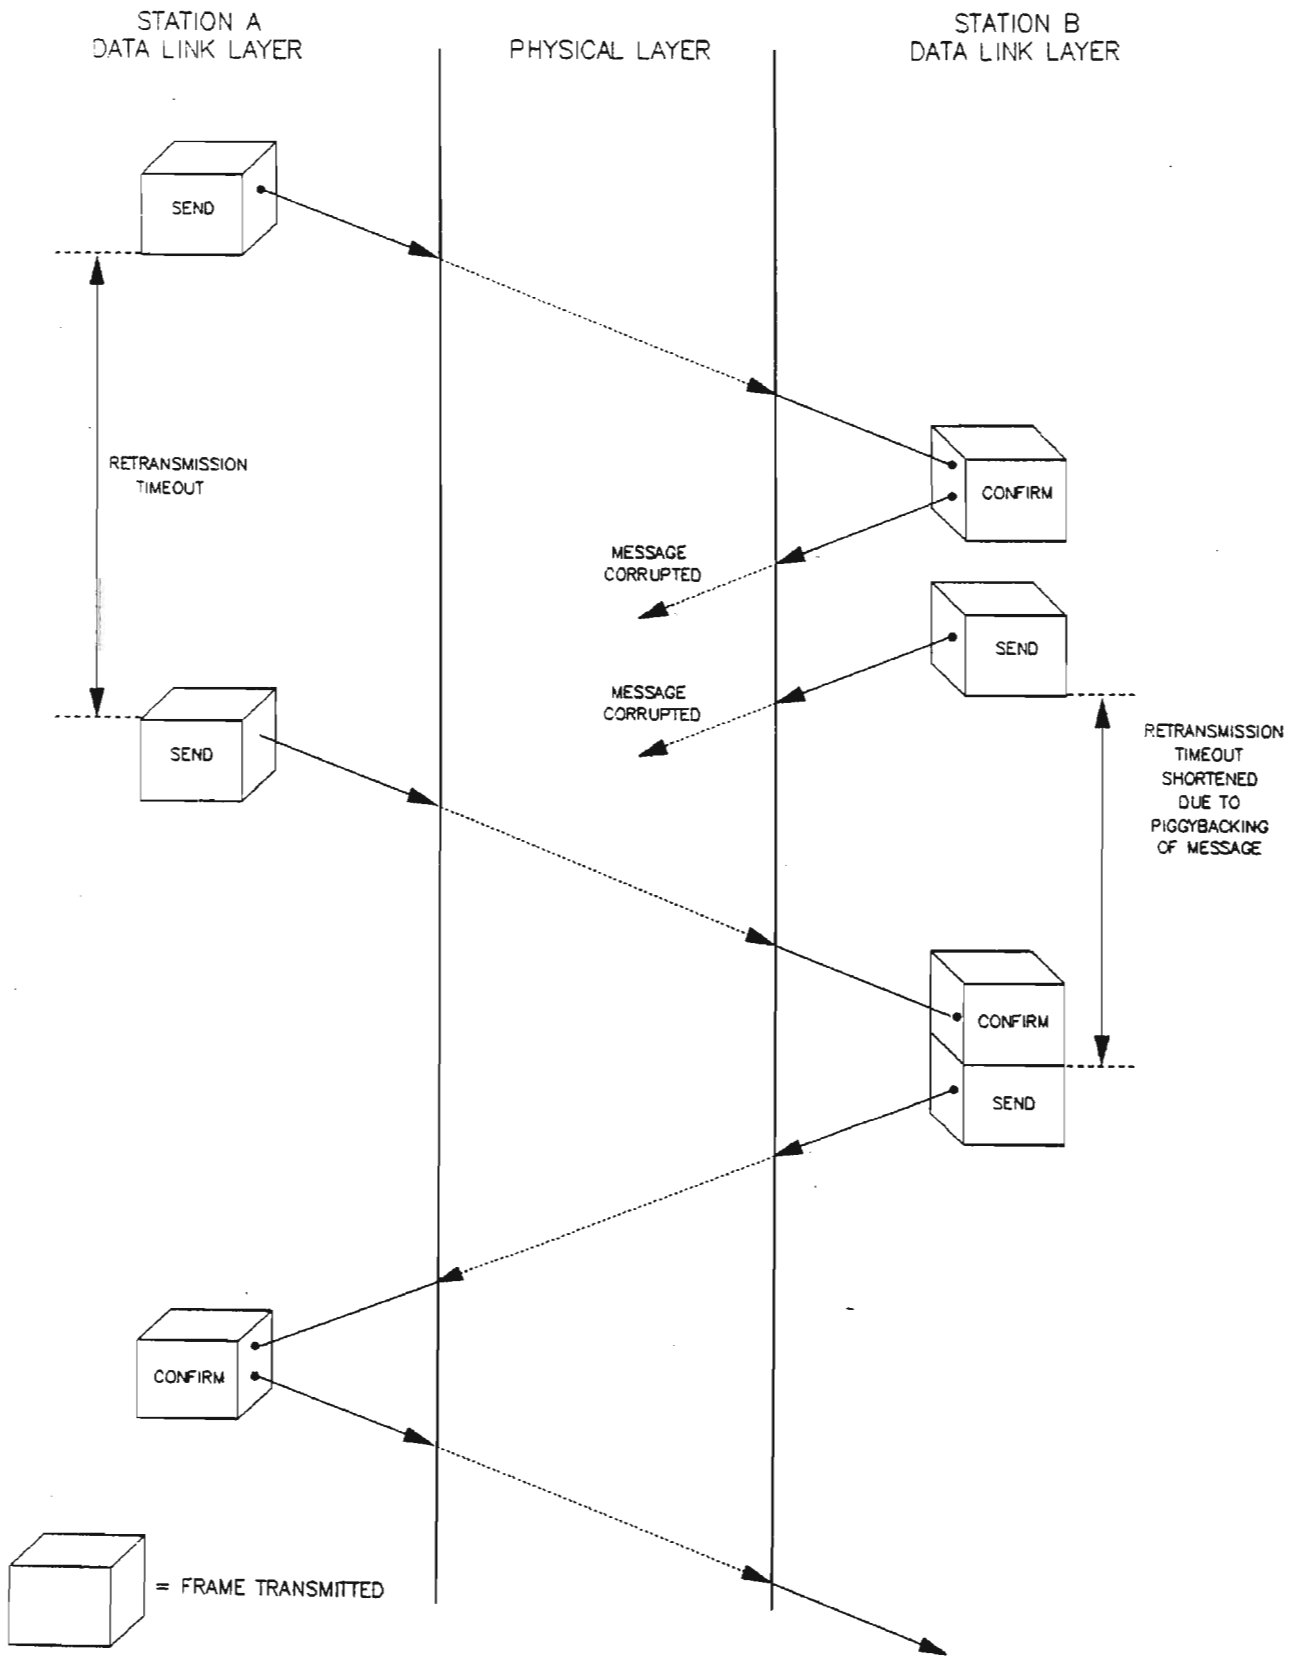 STATION A
DATA LINK LAYER
PHYSICAL LAYER
STATION B
DATA LINK LAYER
SEND
RETRANSMISSION
TIMEOUT
CONFIRM
MESSAGE
CORRUPTED
SEND
MESSAGE
CORRUPTED
SEND
RETRANSMISSION
TIMEOUT
SHORTENED
DUE TO
PIGGYBACKING
OF MESSAGE
CONFIRM
SEND
CONFIRM
= FRAME TRANSMITTED